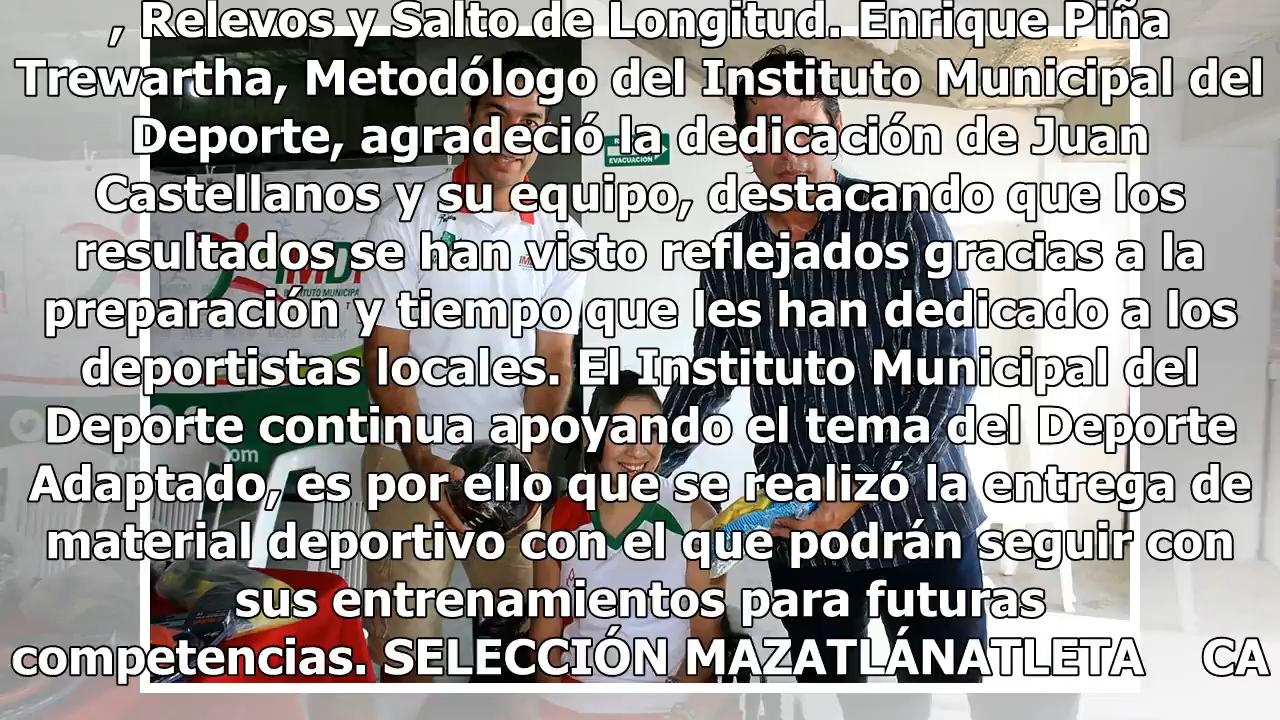 , Relevos y Salto de Longitud. Enrique Piña
Trewartha, Metodólogo del Instituto Municipal del
Deporte, agradeció la dedicación de Juan
Castellanos y su equipo, destacando que los
resultados se han visto reflejados gracias a la
preparación y tiempo que les han dedicado a los
deportistas locales. El Instituto Municipal del
Deporte continua apoyando el tema del Deporte
Adaptado, es por ello que se realizó la entrega de
material deportivo con el que podrán seguir con
sus entrenamientos para futuras
competencias. SELECCIÓN MAZATLÁNATLETA CA
EVACUACIÓN